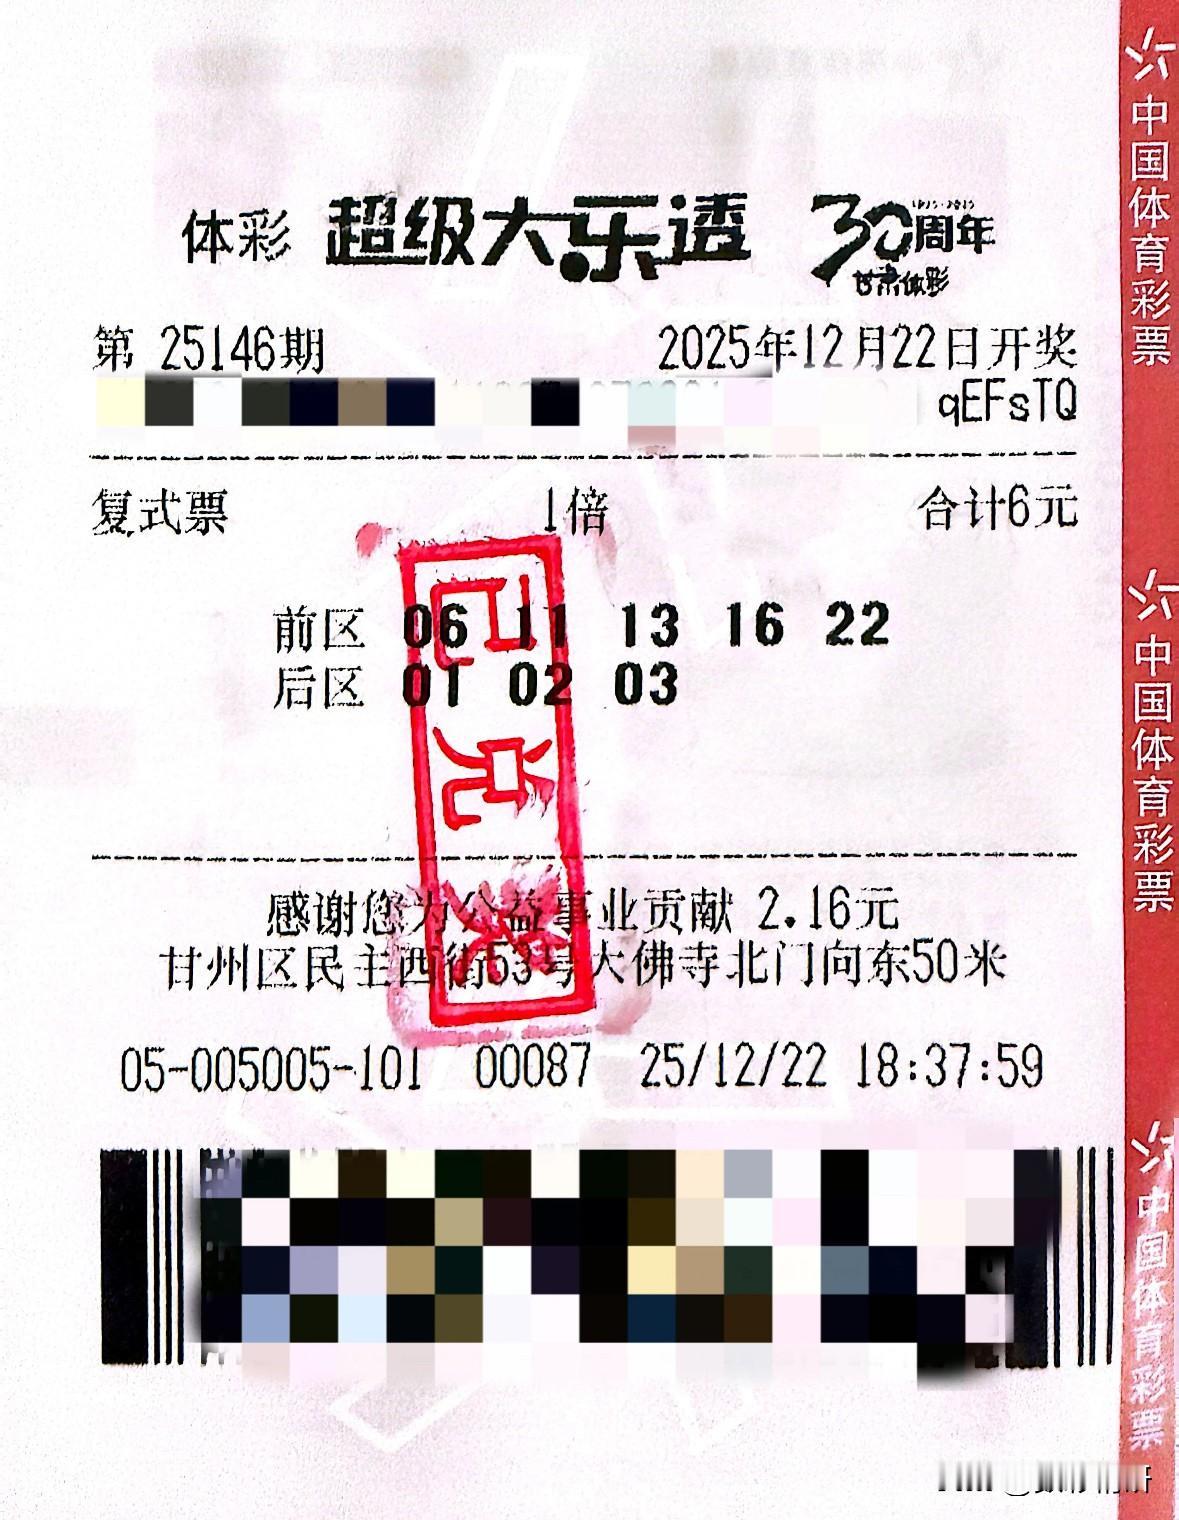 体彩 超级大乐透 30周年
1995-2025
甘肃体彩
第 25146期 2025年12月22日开奖
qEFsTQ
复式票 1倍 合计6元
前区 06 11 13 16 22
后区 01 02 03
已兑奖
感谢您为公益事业贡献 2.16元
甘州区民主西街53号大佛寺北门向东50米
05-005005-101 00087 25/12/22 18:37:59
中国体育彩票
中国体育彩票
中国体育彩票